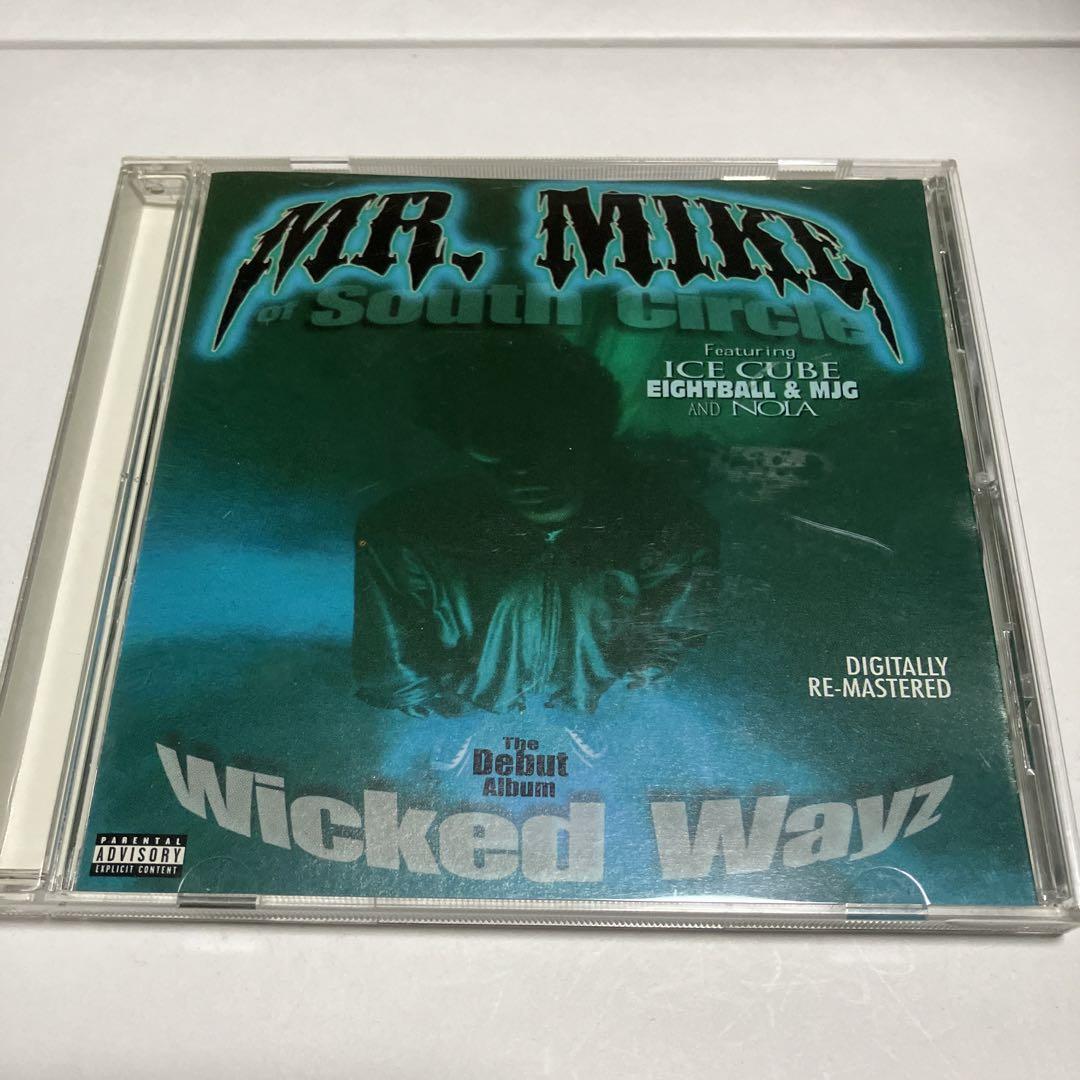 MR. MIKE
of South Circle
Featuring
ICE CUBE
EIGHTBALL & MJG
AND NOLA
DIGITALLY
RE-MASTERED
The
Debut
Album
Wicked Wayz
PARENTAL
ADVISORY
EXPLICIT CONTENT